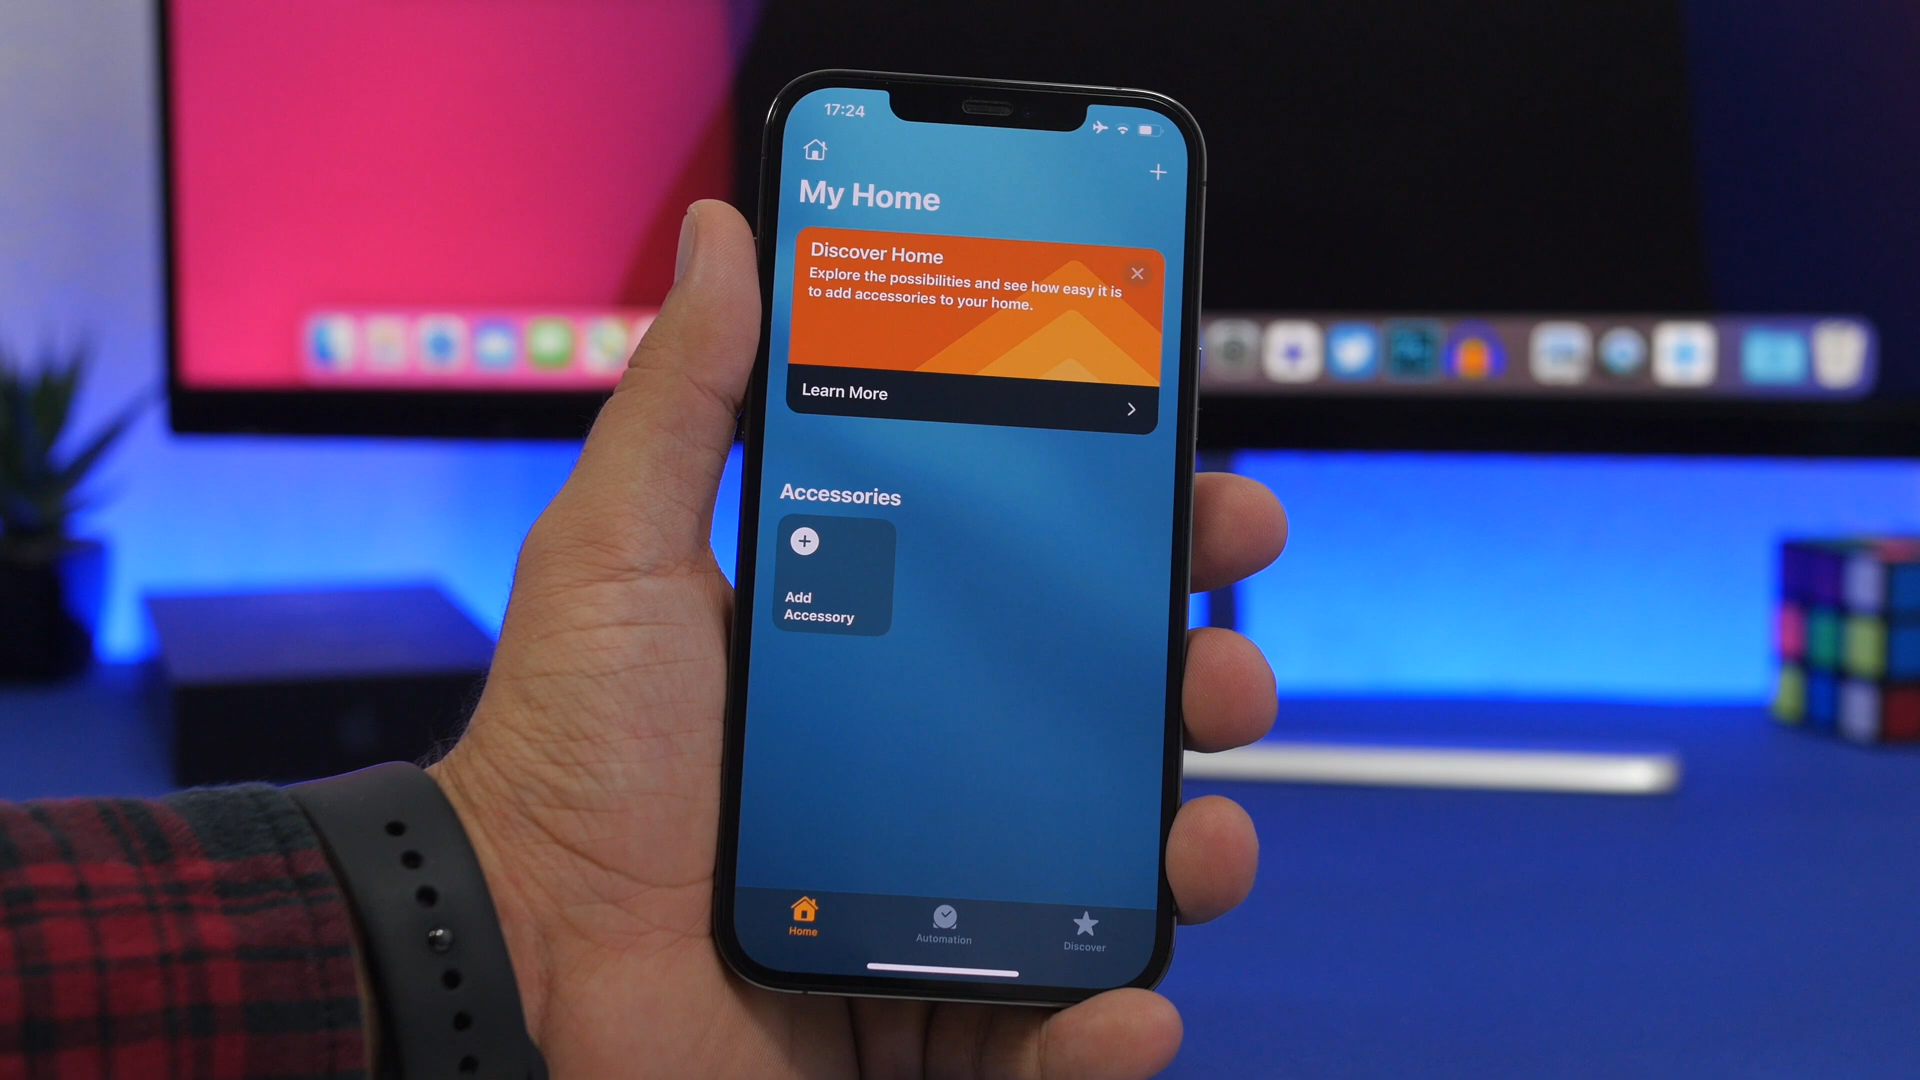 17:24
My Home
Discover Home
Explore the possibilities and see how easy it is
to add accessories to your home.
Learn More
Accessories
Add
Accessory
Home
Automation
Discover